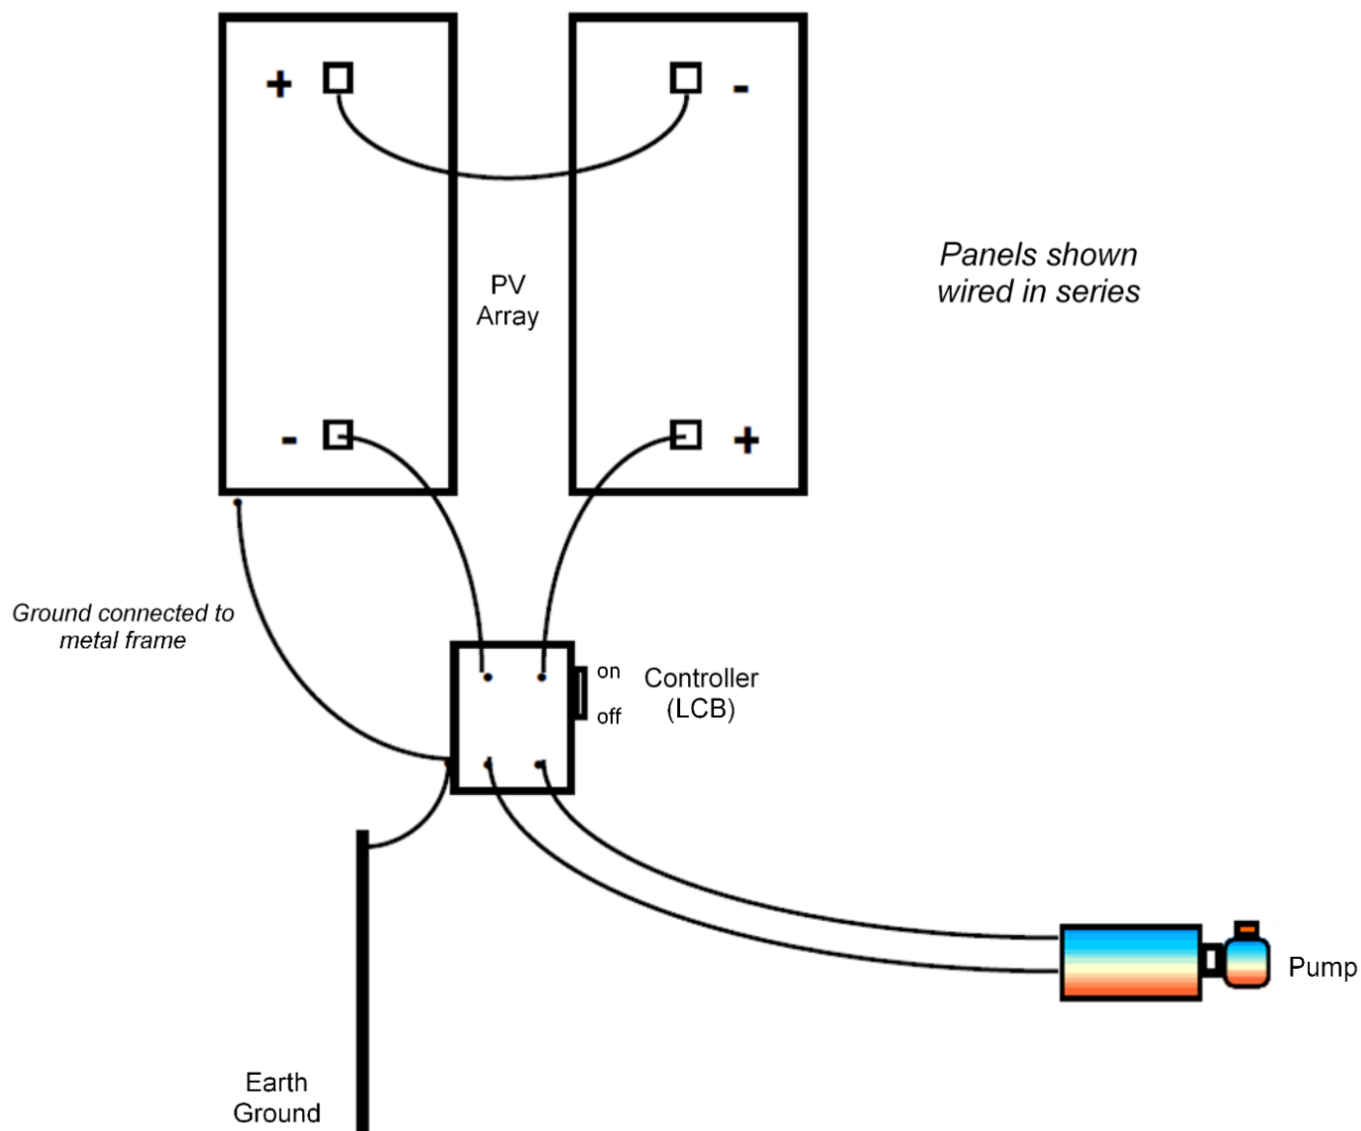 +
-
Panels shown
wired in series
PV
Array
-
+
Ground connected to
metal frame
on
off
Controller
(LCB)
Pump
Earth
Ground